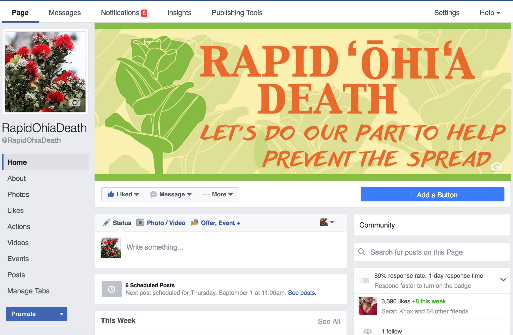 Page Messages Notifications 5 Insights Publishing Tools Settings Help
RAPID ʻŌHIʻA
DEATH
LET'S DO OUR PART TO HELP
PREVENT THE SPREAD
RapidOhiaDeath
@RapidOhiaDeath
Home
About
Photos
Likes
Actions
Videos
Events
Posts
Manage Tabs
Promote
Liked Message More
+ Add a Button
Status Photo / Video Offer, Event +
Write something...
6 Scheduled Posts
Next post scheduled for Thursday, September 1 at 11:00am. See posts.
This Week See All
Community
Search for posts on this Page
89% response rate, 1-day response time
Respond faster to turn on the badge
3,390 likes +8 this week
Sarah Knox and 54 other friends
1 follow